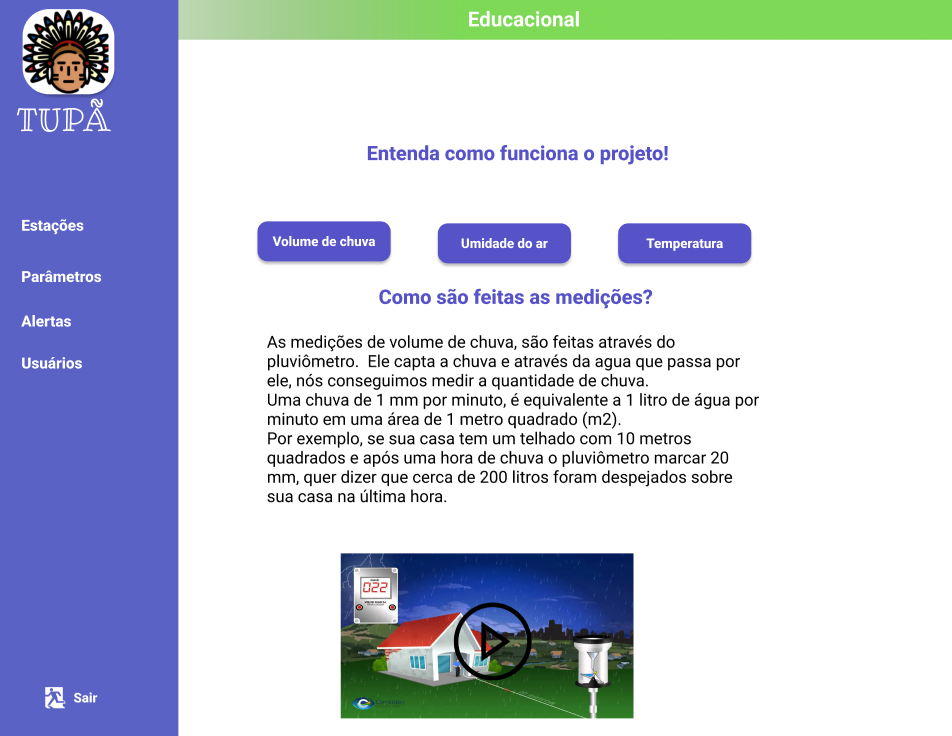 Educacional
TUPÃ
Entenda como funciona o projeto!
Estações
Parâmetros
Alertas
Usuários
Volume de chuva
Umidade do ar
Temperatura
Como são feitas as medições?
As medições de volume de chuva, são feitas através do
pluviômetro.  Ele capta a chuva e através da agua que passa por
ele, nós conseguimos medir a quantidade de chuva.
Uma chuva de 1 mm por minuto, é equivalente a 1 litro de água por
minuto em uma área de 1 metro quadrado (m2).
Por exemplo, se sua casa tem um telhado com 10 metros
quadrados e após uma hora de chuva o pluviômetro marcar 20
mm, quer dizer que cerca de 200 litros foram despejados sobre
sua casa na última hora.
022
Sair